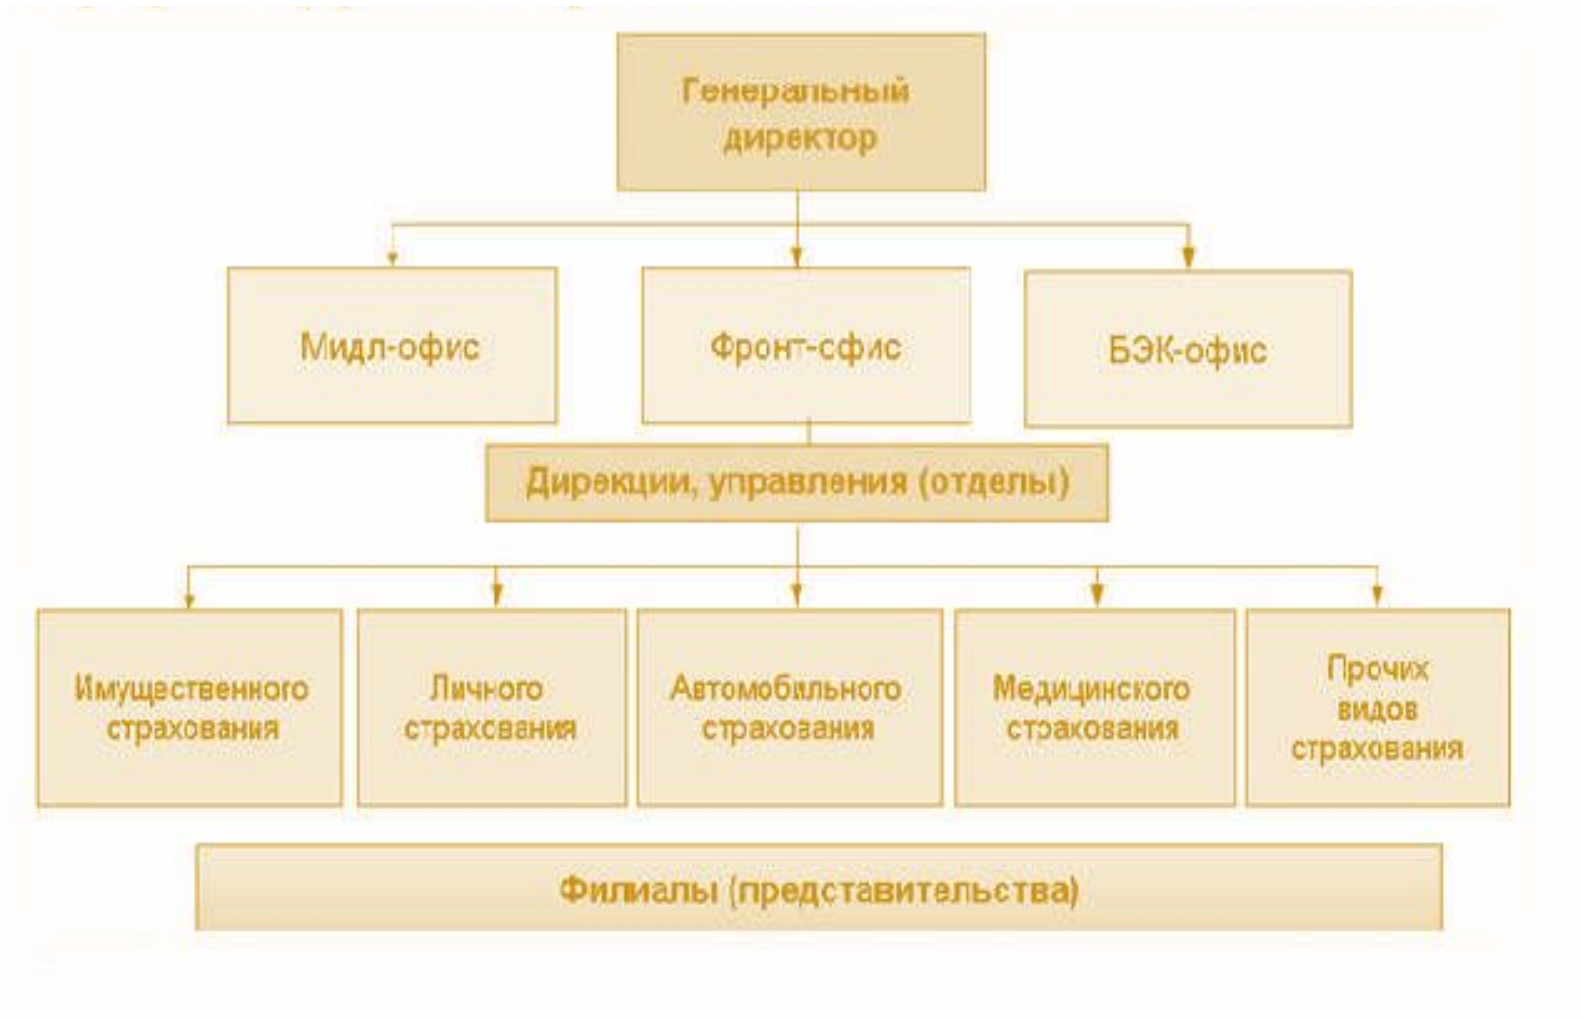 Генеральный
директор
Мидл-офис
Фронт-офис
БЭК-офис
Дирекции, управления (отделы)
Имущественного
страхования
Личного
страхования
Автомобильного
страхования
Медицинского
страхования
Прочих
видов
страхования
Филиалы (представительства)